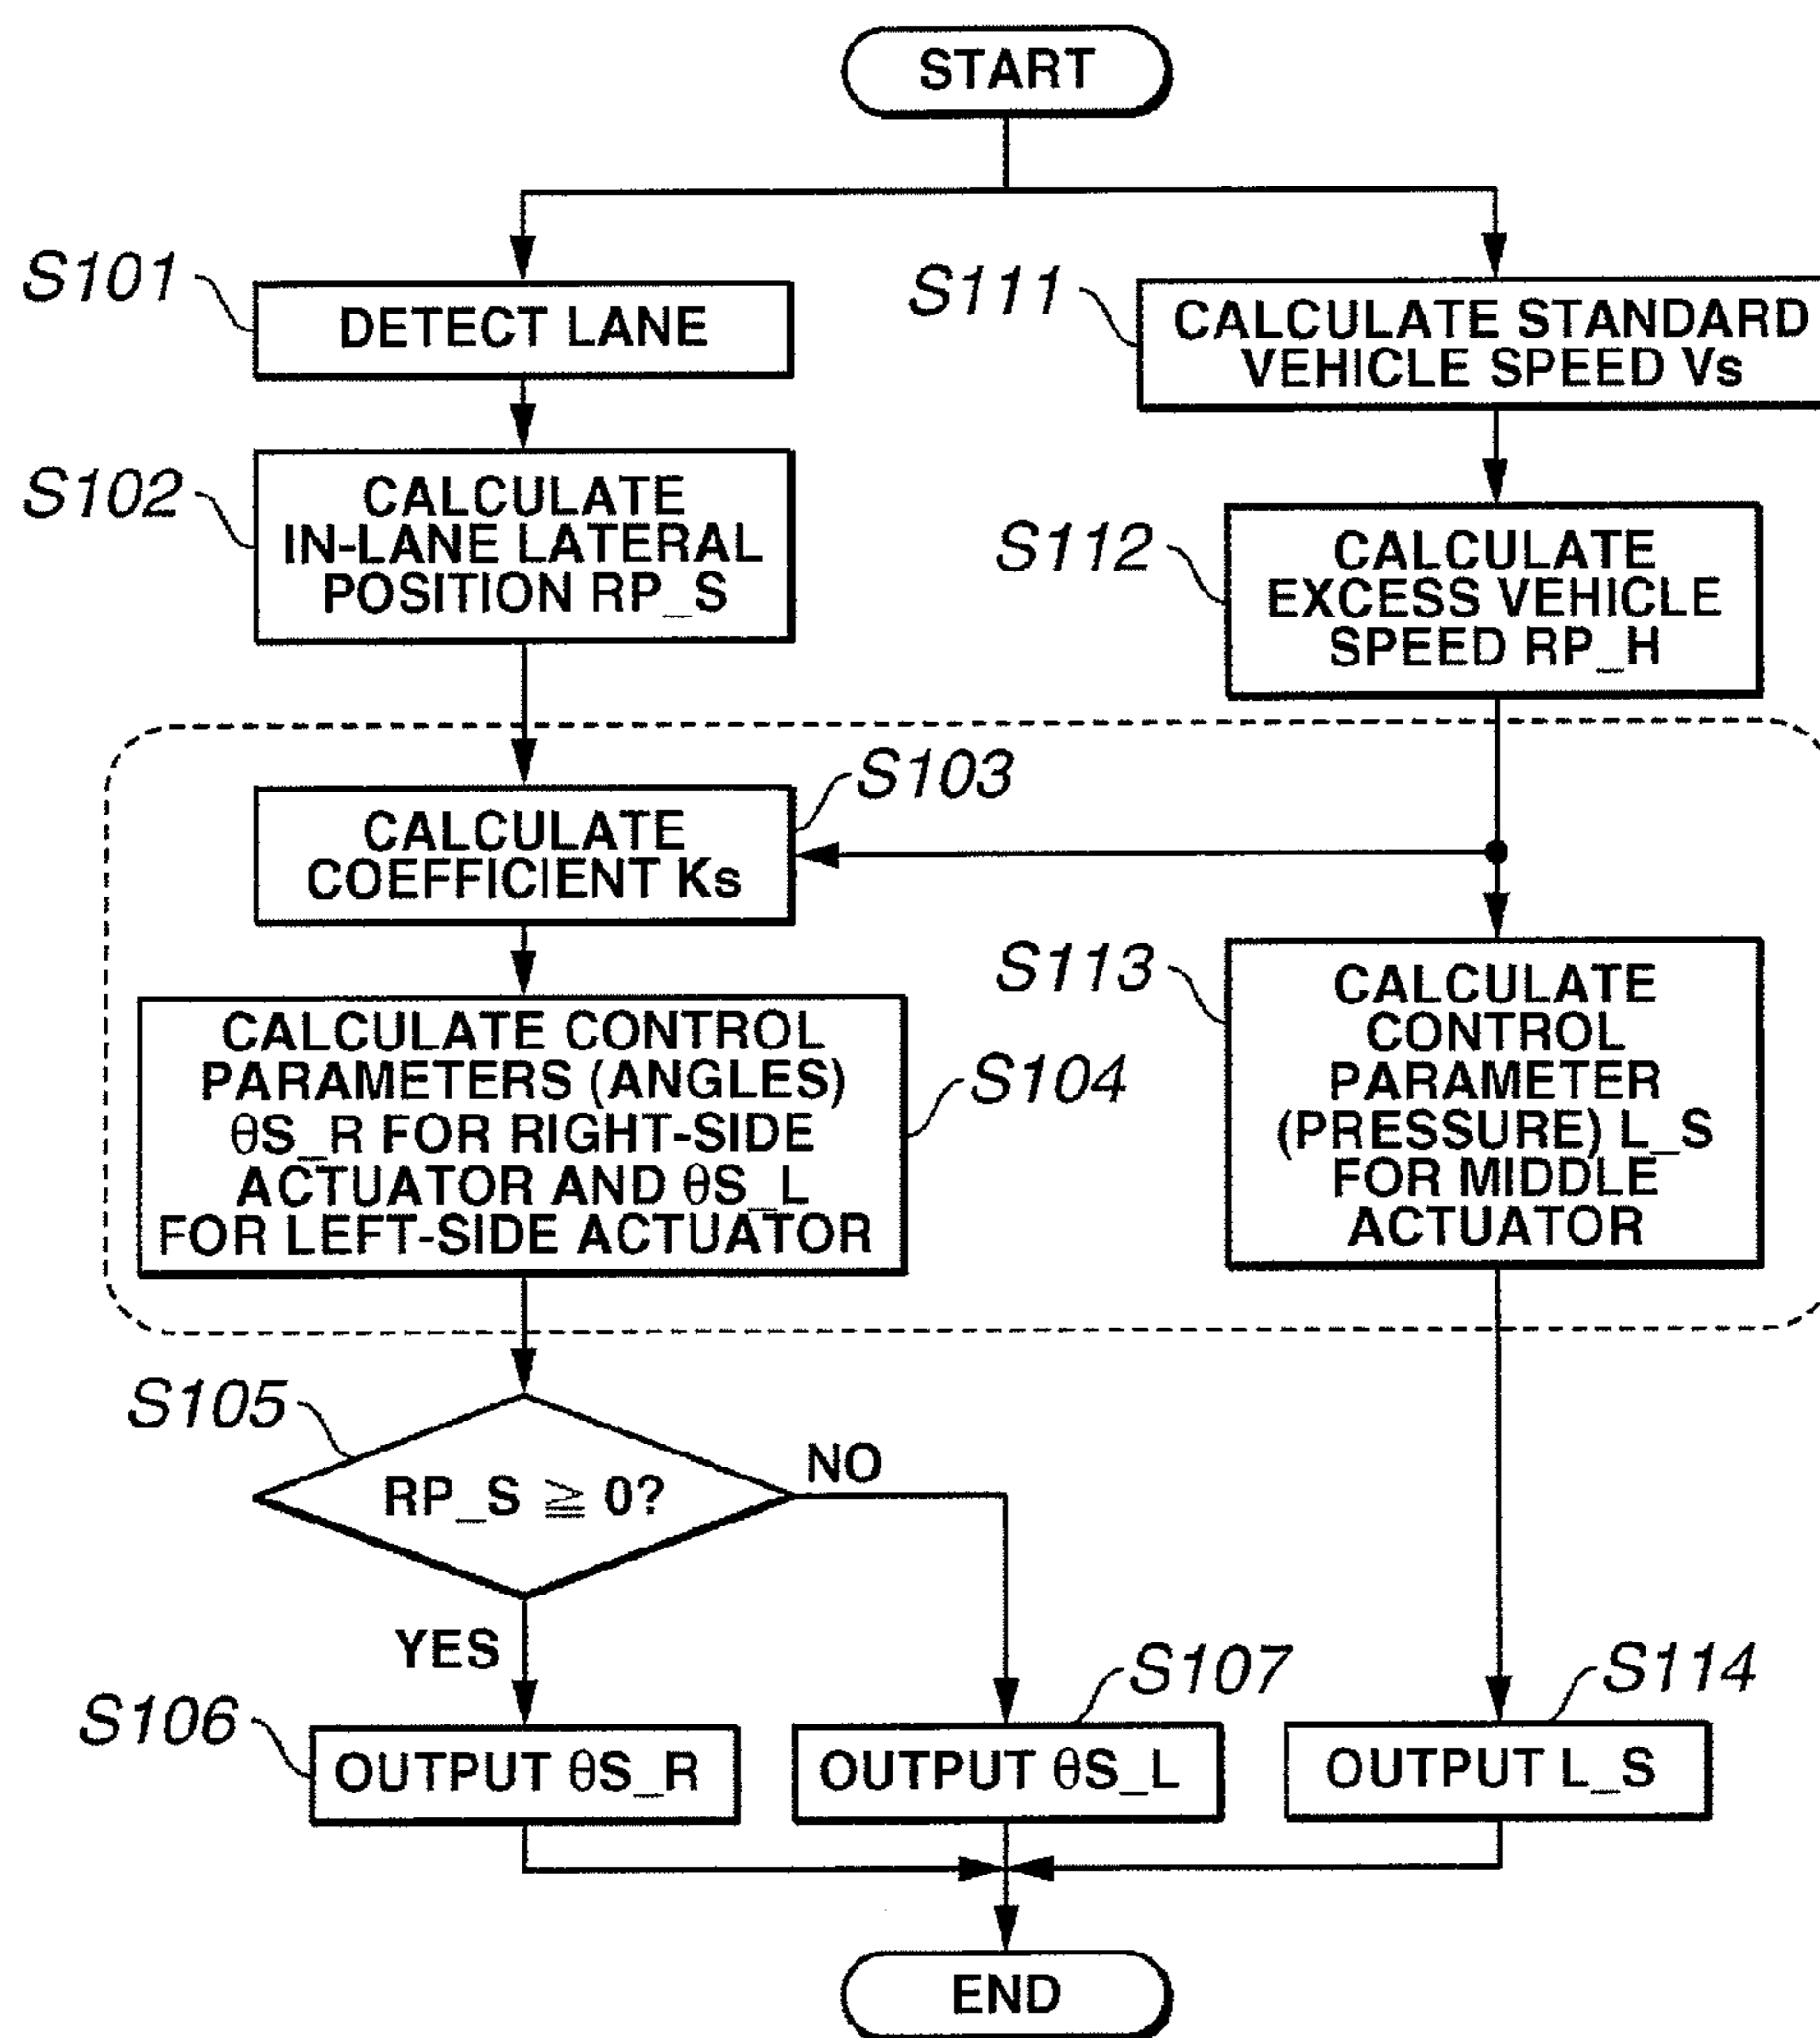 START
S101
DETECT LANE
S111
CALCULATE STANDARD
VEHICLE SPEED Vs
S102
CALCULATE
IN-LANE LATERAL
POSITION RP_S
S112
CALCULATE
EXCESS VEHICLE
SPEED RP_H
S103
CALCULATE
COEFFICIENT Ks
S104
CALCULATE CONTROL
PARAMETERS (ANGLES)
θS_R FOR RIGHT-SIDE
ACTUATOR AND θS_L
FOR LEFT-SIDE ACTUATOR
S113
CALCULATE
CONTROL
PARAMETER
(PRESSURE) L_S
FOR MIDDLE
ACTUATOR
S105
RP_S ≧ 0?
NO
YES
S106
OUTPUT θS_R
S107
OUTPUT θS_L
S114
OUTPUT L_S
END